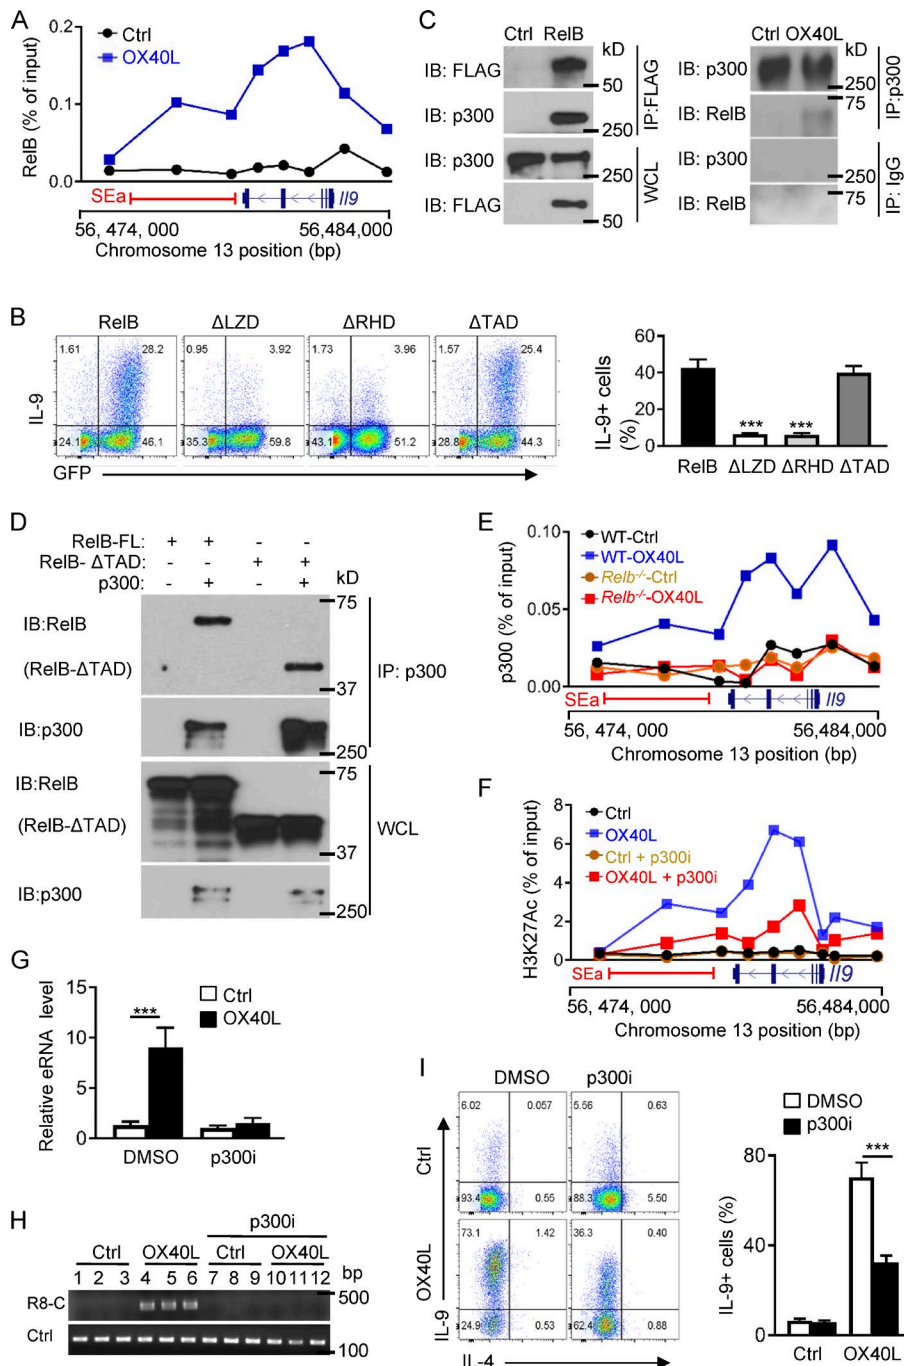 A
Ctrl
OX40L
RelB (% of input)
0.2
0.1
0.0
SEa
Il9
56, 474, 000
56,484,000
Chromosome 13 position (bp)
C
Ctrl RelB
kD
IB: FLAG
50
IB: p300
250
IP:FLAG
IB: p300
IB: FLAG
50
WCL
Ctrl OX40L
kD
IB: p300
250
75
IB: RelB
IP:p300
IB: p300
250
75
IB: RelB
IP: IgG
B
RelB ΔLZD ΔRHD ΔTAD
1.61 28.2 0.95 3.92 1.73 3.96 1.57 25.4
24.1 46.1 35.3 59.8 43.1 51.2 28.8 44.3
IL-9
GFP
IL-9+ cells
(%)
60
40
20
0
*** ***
RelB ΔLZD ΔRHD ΔTAD
D
RelB-FL: + + - -
RelB- ΔTAD: - - + +
p300: - + - +
kD
75
IB:RelB
(RelB-ΔTAD)
37
IP: p300
IB:p300
250
IB:RelB
75
(RelB-ΔTAD)
37
WCL
IB:p300
250
E
WT-Ctrl
WT-OX40L
Relb-/--Ctrl
Relb-/--OX40L
p300 (% of input)
0.10
0.05
0.00
SEa
Il9
56, 474, 000
56,484,000
Chromosome 13 position (bp)
F
Ctrl
OX40L
Ctrl + p300i
OX40L + p300i
H3K27Ac (% of input)
8
6
4
2
0
SEa
Il9
56, 474, 000
56,484,000
Chromosome 13 position (bp)
G
Ctrl
OX40L
Relative eRNA level
15
10
5
0
***
DMSO p300i
H
p300i
Ctrl OX40L Ctrl OX40L
1 2 3 4 5 6 7 8 9 10 11 12 bp
R8-C
500
Ctrl
100
I
DMSO p300i
Ctrl
6.02 0.057 5.56 0.63
93.4 0.55 88.3 5.50
OX40L
73.1 1.42 36.3 0.40
24.9 0.53 62.4 0.88
IL-9
IL -4
DMSO
p300i
IL-9+ cells (%)
80
40
0
***
Ctrl OX40L